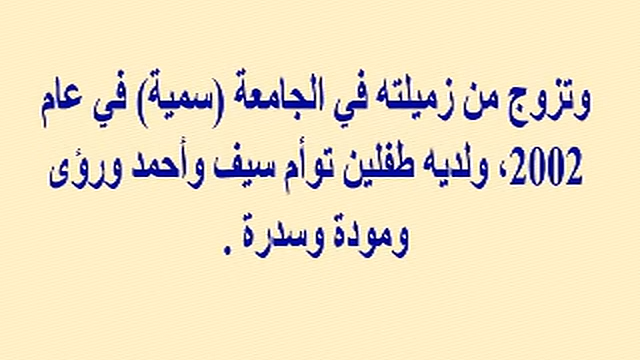 وتزوج من زميلته في الجامعة (سمية) في عام
2002، ولديه طفلين توأم سيف وأحمد ورؤى
ومودة وسدرة .